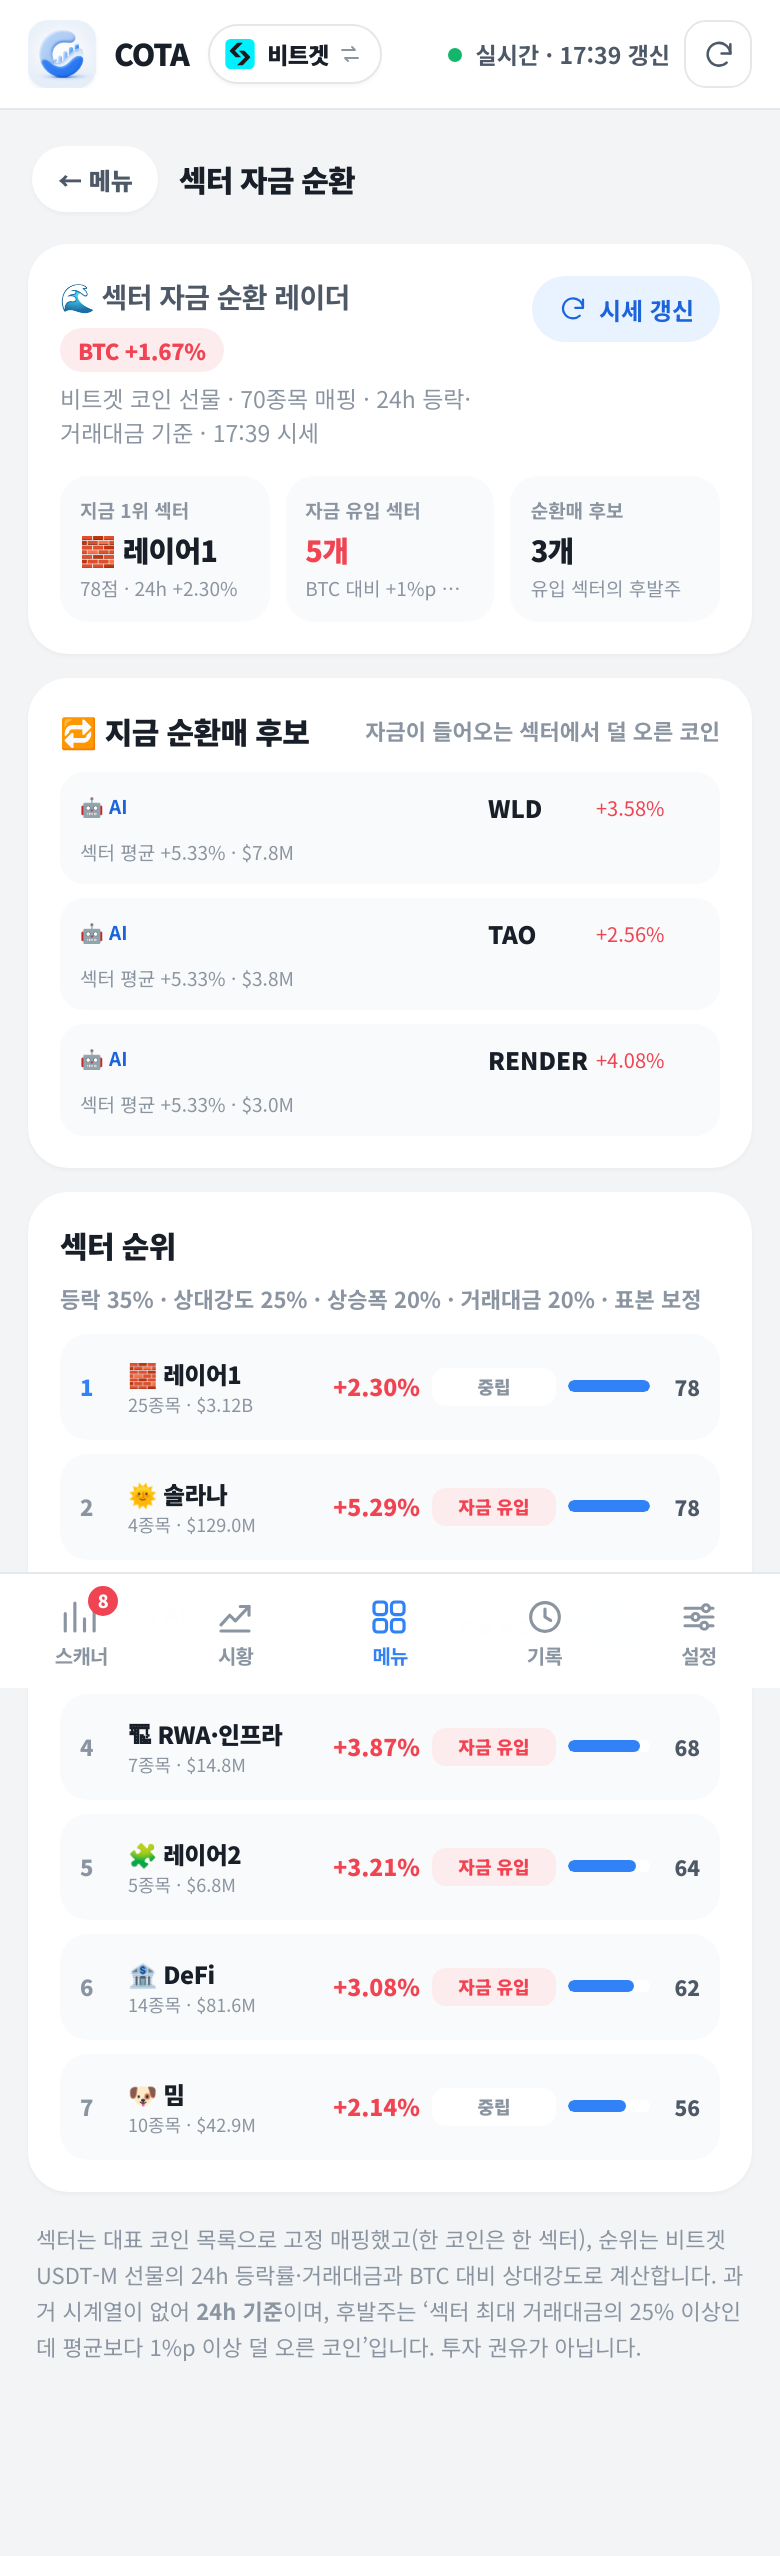 COTA
비트겟
실시간 · 17:39 갱신
← 메뉴
섹터 자금 순환
🌊 섹터 자금 순환 레이더
시세 갱신
BTC +1.67%
비트겟 코인 선물 · 70종목 매핑 · 24h 등락·
거래대금 기준 · 17:39 시세
지금 1위 섹터
🧱 레이어1
78점 · 24h +2.30%
자금 유입 섹터
5개
BTC 대비 +1%p ⋯
순환매 후보
3개
유입 섹터의 후발주
🔁 지금 순환매 후보
자금이 들어오는 섹터에서 덜 오른 코인
🤖 AI WLD +3.58%
섹터 평균 +5.33% · $7.8M
🤖 AI TAO +2.56%
섹터 평균 +5.33% · $3.8M
🤖 AI RENDER +4.08%
섹터 평균 +5.33% · $3.0M
섹터 순위
등락 35% · 상대강도 25% · 상승폭 20% · 거래대금 20% · 표본 보정
1 🧱 레이어1 +2.30% 중립 78
25종목 · $3.12B
2 🌞 솔라나 +5.29% 자금 유입 78
4종목 · $129.0M
8
스캐너 시황 메뉴 기록 설정
4 🏗 RWA·인프라 +3.87% 자금 유입 68
7종목 · $14.8M
5 🧩 레이어2 +3.21% 자금 유입 64
5종목 · $6.8M
6 🏦 DeFi +3.08% 자금 유입 62
14종목 · $81.6M
7 🐶 밈 +2.14% 중립 56
10종목 · $42.9M
섹터는 대표 코인 목록으로 고정 매핑했고(한 코인은 한 섹터), 순위는 비트겟
USDT-M 선물의 24h 등락률·거래대금과 BTC 대비 상대강도로 계산합니다. 과
거 시계열이 없어 24h 기준이며, 후발주는 ‘섹터 최대 거래대금의 25% 이상인
데 평균보다 1%p 이상 덜 오른 코인’입니다. 투자 권유가 아닙니다.